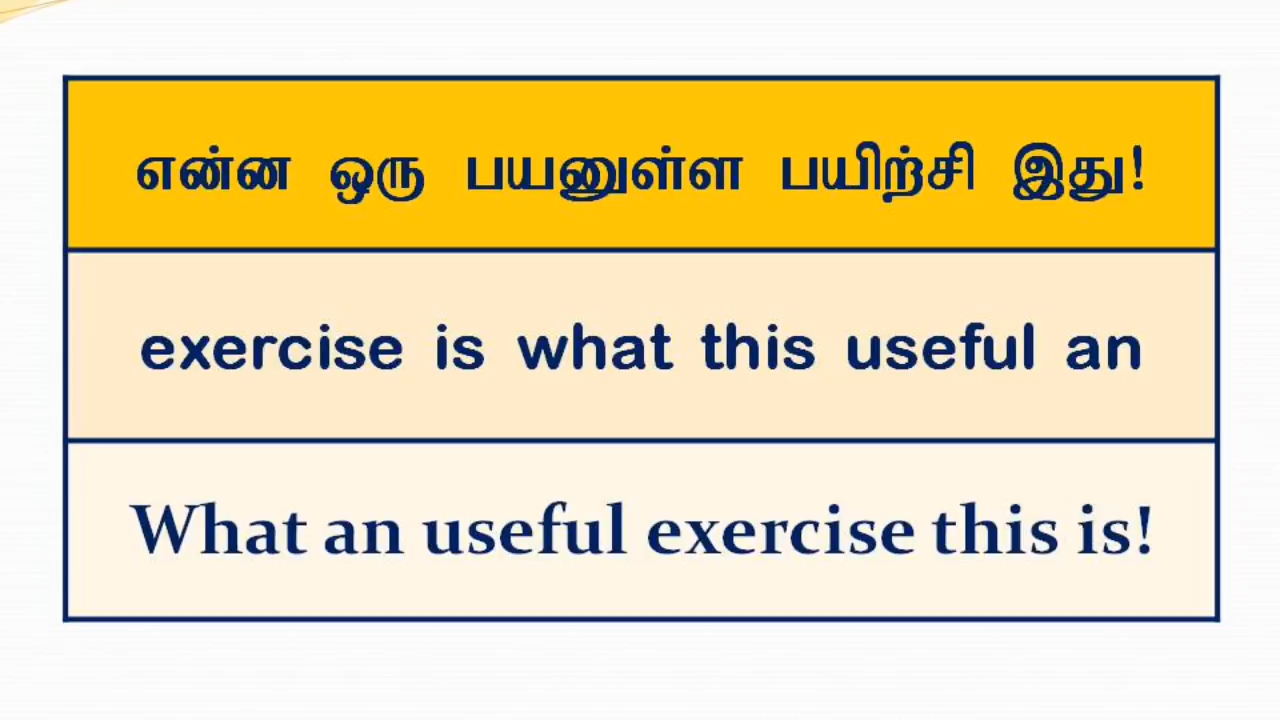 என்ன ஒரு பயனுள்ள பயிற்சி இது!
exercise is what this useful an
What an useful exercise this is!